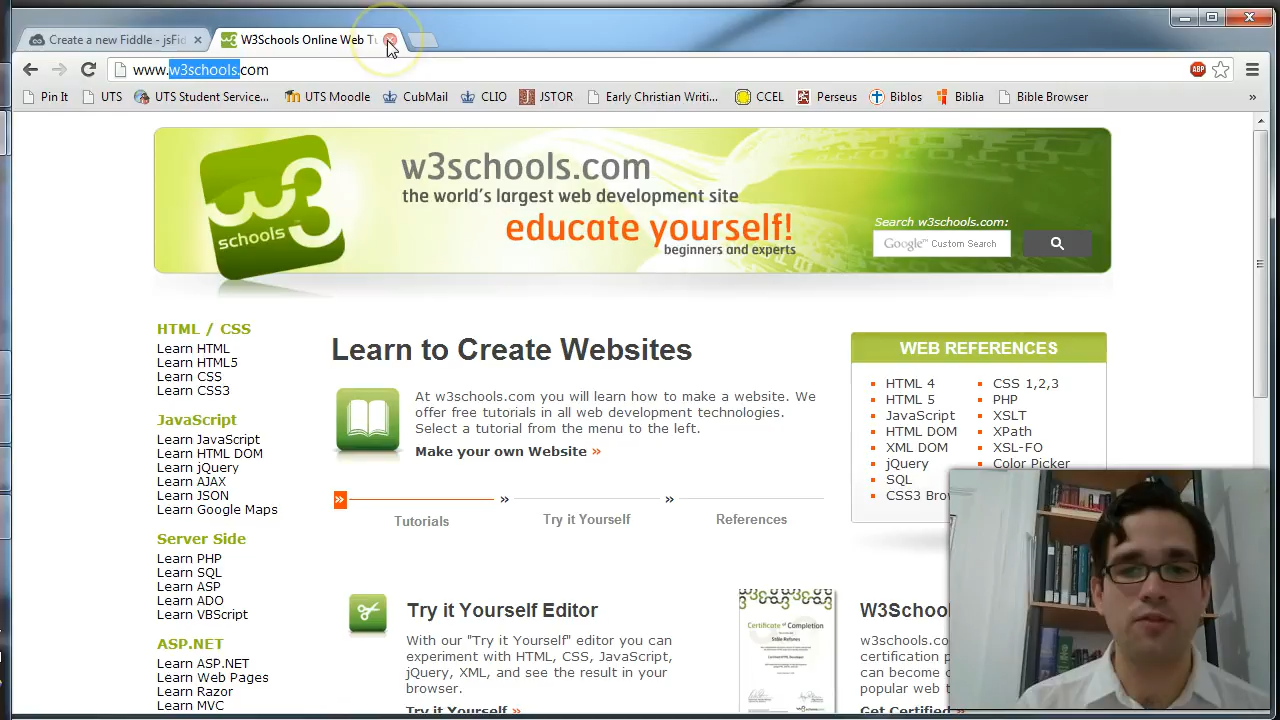 Create a new Fiddle - jsFid
W3Schools Online Web Tu
www.w3schools.com
ABP
Pin It
UTS
UTS Student Service...
UTS Moodle
CubMail
CLIO
JSTOR
Early Christian Writi...
CCEL
Perseus
Biblos
Biblia
Bible Browser
»
w3
schools
w3schools.com
the world's largest web development site
educate yourself!
beginners and experts
Search w3schools.com:
Google™ Custom Search
HTML / CSS
Learn HTML
Learn HTML5
Learn CSS
Learn CSS3
JavaScript
Learn JavaScript
Learn HTML DOM
Learn jQuery
Learn AJAX
Learn JSON
Learn Google Maps
Server Side
Learn PHP
Learn SQL
Learn ASP
Learn ADO
Learn VBScript
ASP.NET
Learn ASP.NET
Learn Web Pages
Learn Razor
Learn MVC
Learn to Create Websites
At w3schools.com you will learn how to make a website. We
offer free tutorials in all web development technologies.
Select a tutorial from the menu to the left.
Make your own Website »
» » »
Tutorials
Try it Yourself
References
Try it Yourself Editor
With our "Try it Yourself" editor you can
experiment with HTML, CSS, JavaScript,
jQuery, XML, and see the result in your
browser.
Try it Yourself »
Certificate of Completion
WEB REFERENCES
HTML 4
HTML 5
JavaScript
HTML DOM
XML DOM
jQuery
SQL
CSS3 Brow
CSS 1,2,3
PHP
XSLT
XPath
XSL-FO
Color Picker
W3School
w3schools.co
certification p
can become c
popular web t
Get Certified